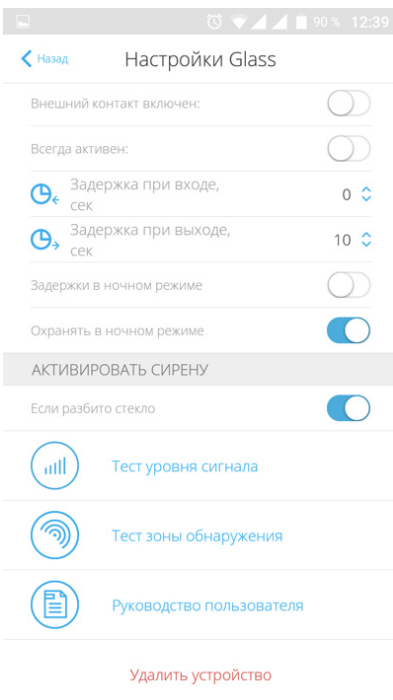 90 % 12:39
Назад Настройки Glass
Внешний контакт включен:
Всегда активен:
Задержка при входе,
сек
0
Задержка при выходе,
сек
10
Задержки в ночном режиме
Охранять в ночном режиме
АКТИВИРОВАТЬ СИРЕНУ
Если разбито стекло
Тест уровня сигнала
Тест зоны обнаружения
Руководство пользователя
Удалить устройство